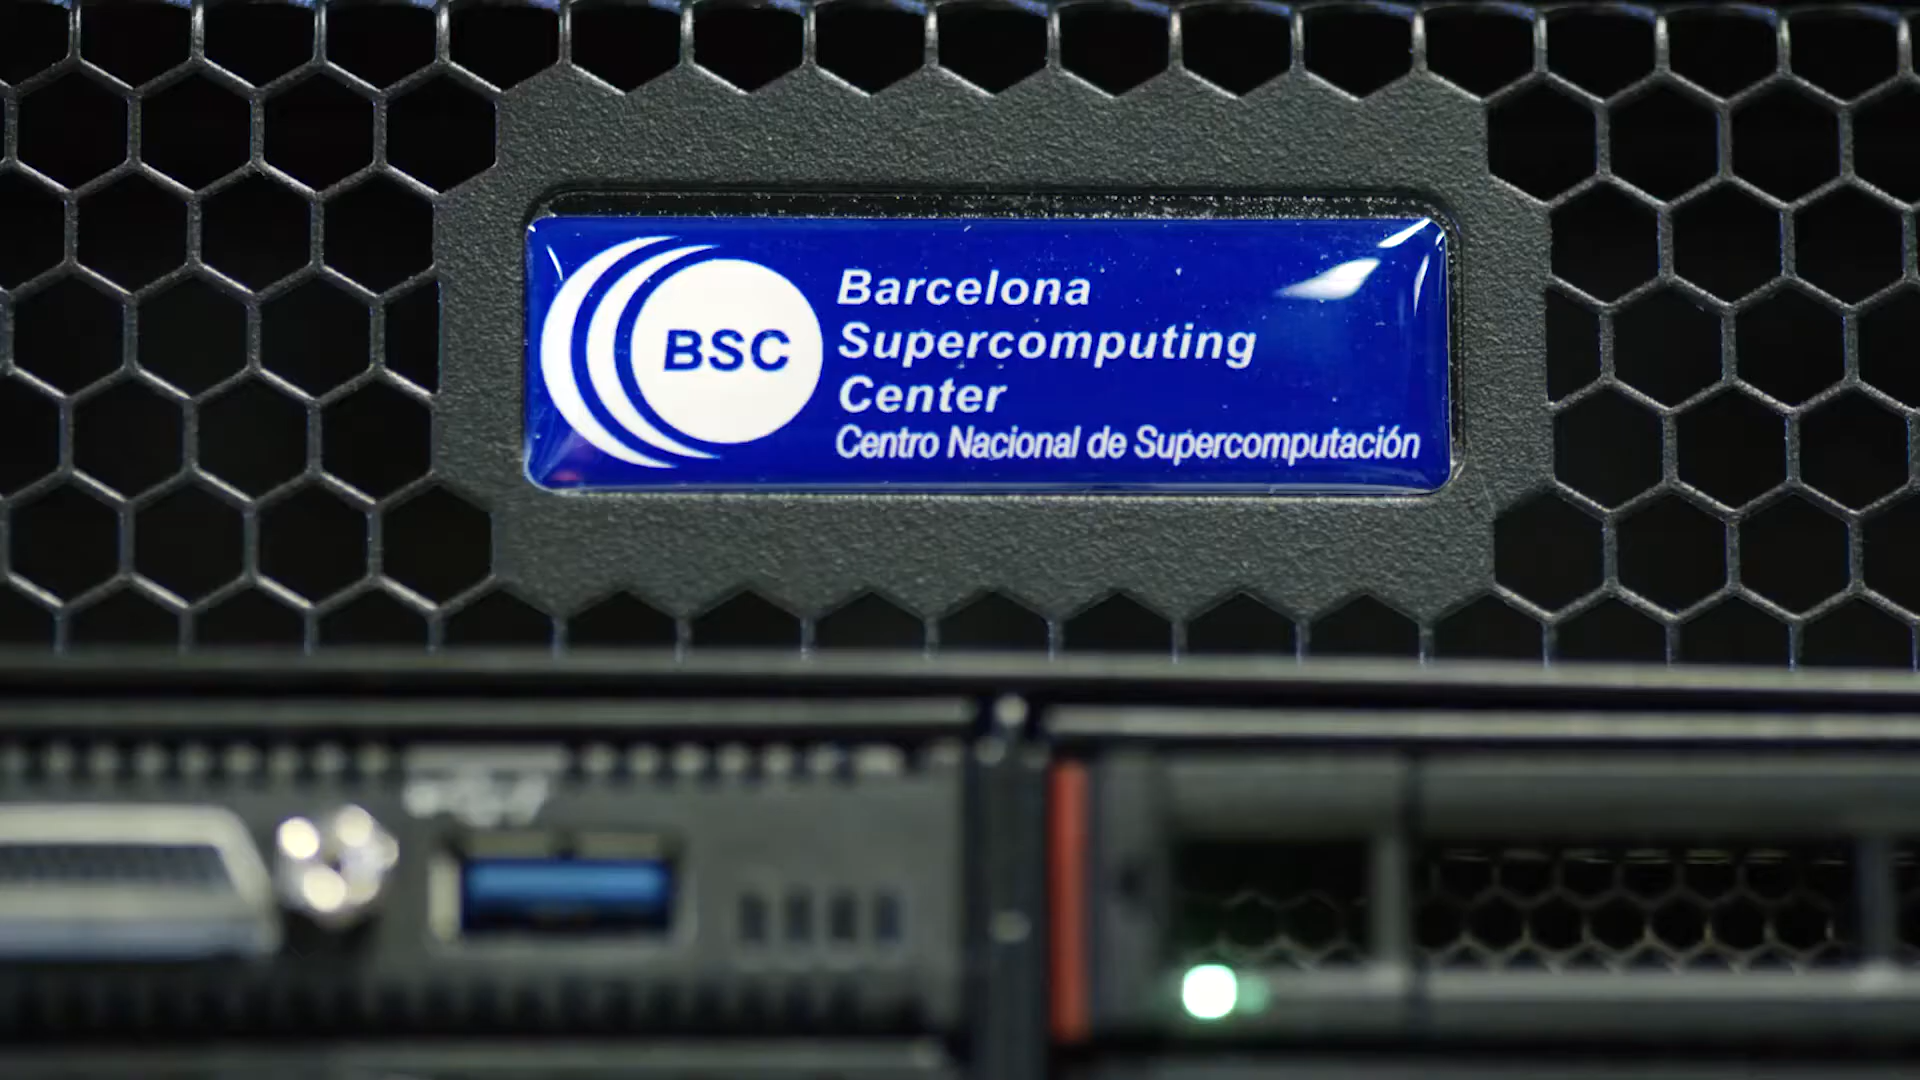 BSC
Barcelona
Supercomputing
Center
Centro Nacional de Supercomputación